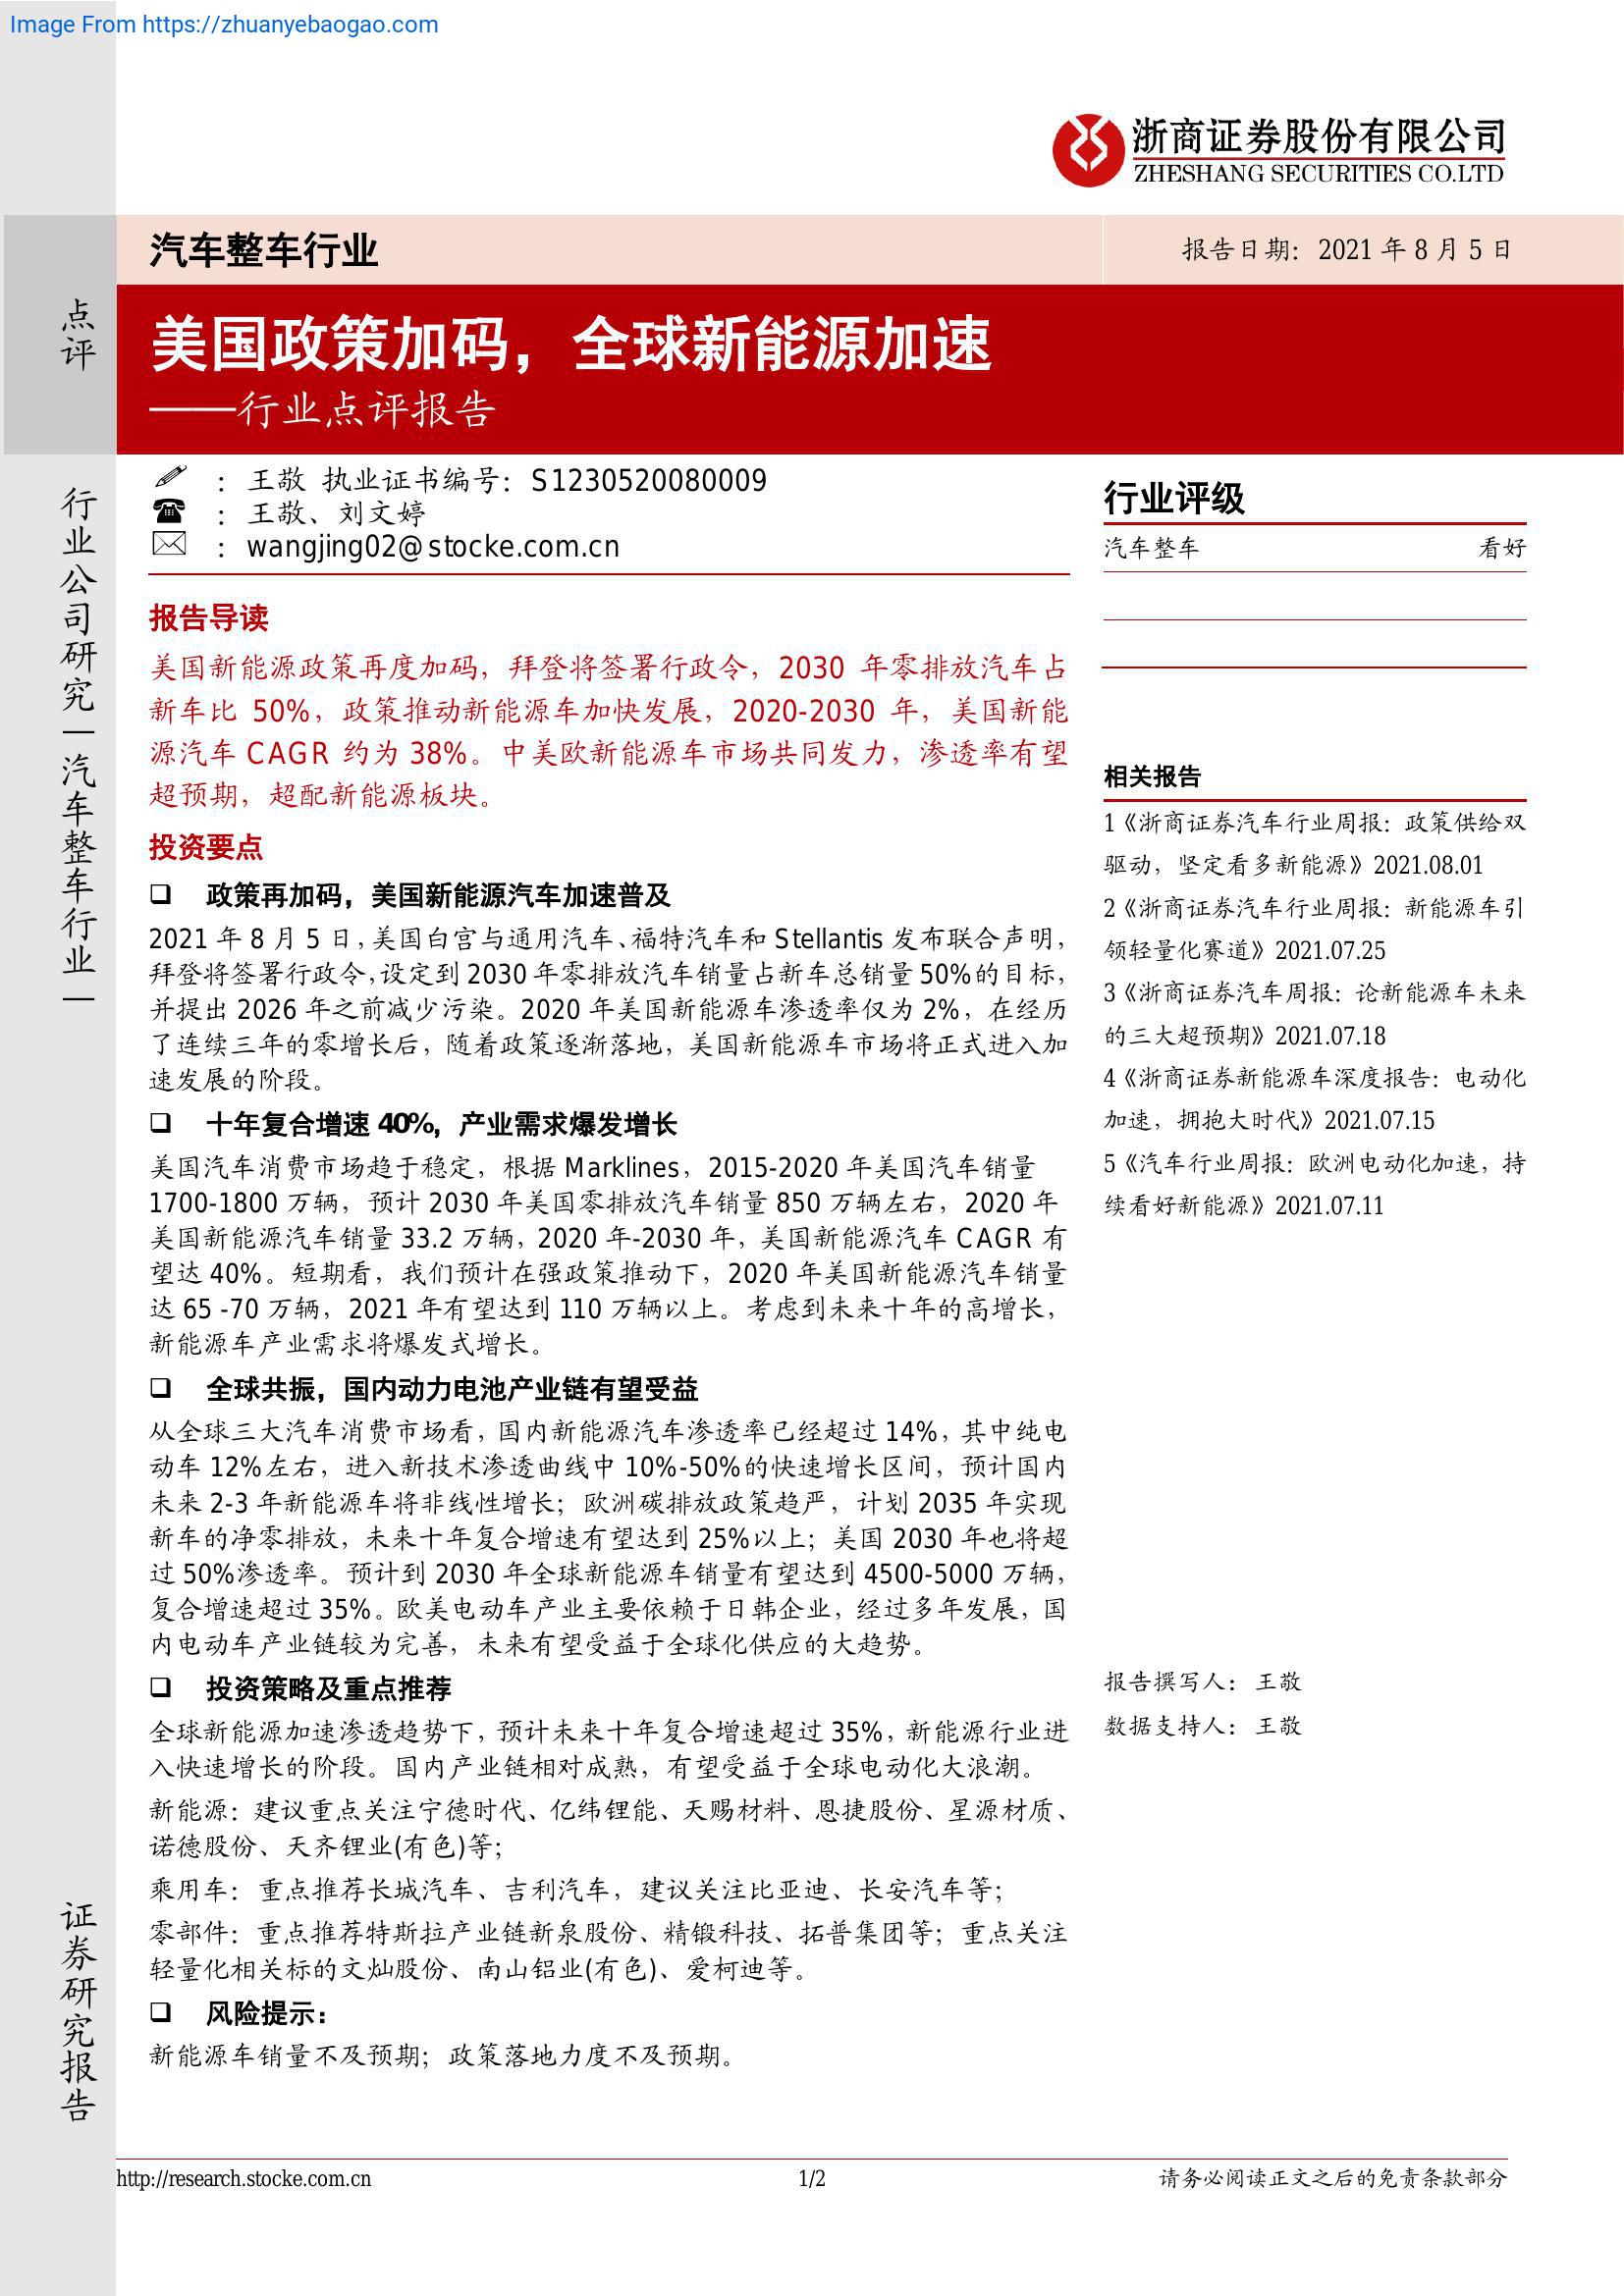 Image From https://zhuanyebaogao.com
浙商证券股份有限公司
ZHESHANG SECURITIES CO.LTD
汽车整车行业
报告日期：2021 年 8 月 5 日
点评
美国政策加码，全球新能源加速
——行业点评报告
行业公司研究|汽车整车行业|
证券研究报告
：王敬 执业证书编号：S1230520080009
：王敬、刘文婷
：wangjing02@stocke.com.cn
报告导读
美国新能源政策再度加码，拜登将签署行政令，2030 年零排放汽车占
新车比 50%，政策推动新能源车加快发展，2020-2030 年，美国新能
源汽车 CAGR 约为 38%。中美欧新能源车市场共同发力，渗透率有望
超预期，超配新能源板块。
投资要点
❑ 政策再加码，美国新能源汽车加速普及
2021 年 8 月 5 日，美国白宫与通用汽车、福特汽车和 Stellantis 发布联合声明，
拜登将签署行政令，设定到 2030 年零排放汽车销量占新车总销量 50%的目标，
并提出 2026 年之前减少污染。2020 年美国新能源车渗透率仅为 2%，在经历
了连续三年的零增长后，随着政策逐渐落地，美国新能源车市场将正式进入加
速发展的阶段。
❑ 十年复合增速 40%，产业需求爆发增长
美国汽车消费市场趋于稳定，根据 Marklines，2015-2020 年美国汽车销量
1700-1800 万辆，预计 2030 年美国零排放汽车销量 850 万辆左右，2020 年
美国新能源汽车销量 33.2 万辆，2020 年-2030 年，美国新能源汽车 CAGR 有
望达 40%。短期看，我们预计在强政策推动下，2020 年美国新能源汽车销量
达 65 -70 万辆，2021 年有望达到 110 万辆以上。考虑到未来十年的高增长，
新能源车产业需求将爆发式增长。
❑ 全球共振，国内动力电池产业链有望受益
从全球三大汽车消费市场看，国内新能源汽车渗透率已经超过 14%，其中纯电
动车 12%左右，进入新技术渗透曲线中 10%-50%的快速增长区间，预计国内
未来 2-3 年新能源车将非线性增长；欧洲碳排放政策趋严，计划 2035 年实现
新车的净零排放，未来十年复合增速有望达到 25%以上；美国 2030 年也将超
过 50%渗透率。预计到 2030 年全球新能源车销量有望达到 4500-5000 万辆，
复合增速超过 35%。欧美电动车产业主要依赖于日韩企业，经过多年发展，国
内电动车产业链较为完善，未来有望受益于全球化供应的大趋势。
❑ 投资策略及重点推荐
全球新能源加速渗透趋势下，预计未来十年复合增速超过 35%，新能源行业进
入快速增长的阶段。国内产业链相对成熟，有望受益于全球电动化大浪潮。
新能源：建议重点关注宁德时代、亿纬锂能、天赐材料、恩捷股份、星源材质、
诺德股份、天齐锂业(有色)等；
乘用车：重点推荐长城汽车、吉利汽车，建议关注比亚迪、长安汽车等；
零部件：重点推荐特斯拉产业链新泉股份、精锻科技、拓普集团等；重点关注
轻量化相关标的文灿股份、南山铝业(有色)、爱柯迪等。
❑ 风险提示：
新能源车销量不及预期；政策落地力度不及预期。
行业评级
汽车整车 看好
相关报告
1《浙商证券汽车行业周报：政策供给双
驱动，坚定看多新能源》2021.08.01
2《浙商证券汽车行业周报：新能源车引
领轻量化赛道》2021.07.25
3《浙商证券汽车周报：论新能源车未来
的三大超预期》2021.07.18
4《浙商证券新能源车深度报告：电动化
加速，拥抱大时代》2021.07.15
5《汽车行业周报：欧洲电动化加速，持
续看好新能源》2021.07.11
报告撰写人：王敬
数据支持人：王敬
http://research.stocke.com.cn
1/2
请务必阅读正文之后的免责条款部分